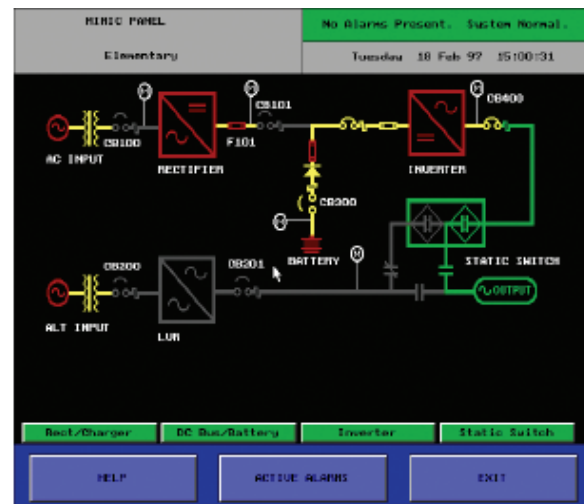 MIMIC PANEL
No Alarms Present. System Normal.
Elementary
Tuesday 18 Feb 97 15:00:31
CB101
CB400
CB100
F101
AC INPUT
RECTIFIER
INVERTER
CB300
BATTERY
STATIC SWITCH
CB200
CB201
OUTPUT
ALT INPUT
LVR
Rect/Charger
DC Bus/Battery
Inverter
Static Switch
HELP
ACTIVE ALARMS
EXIT